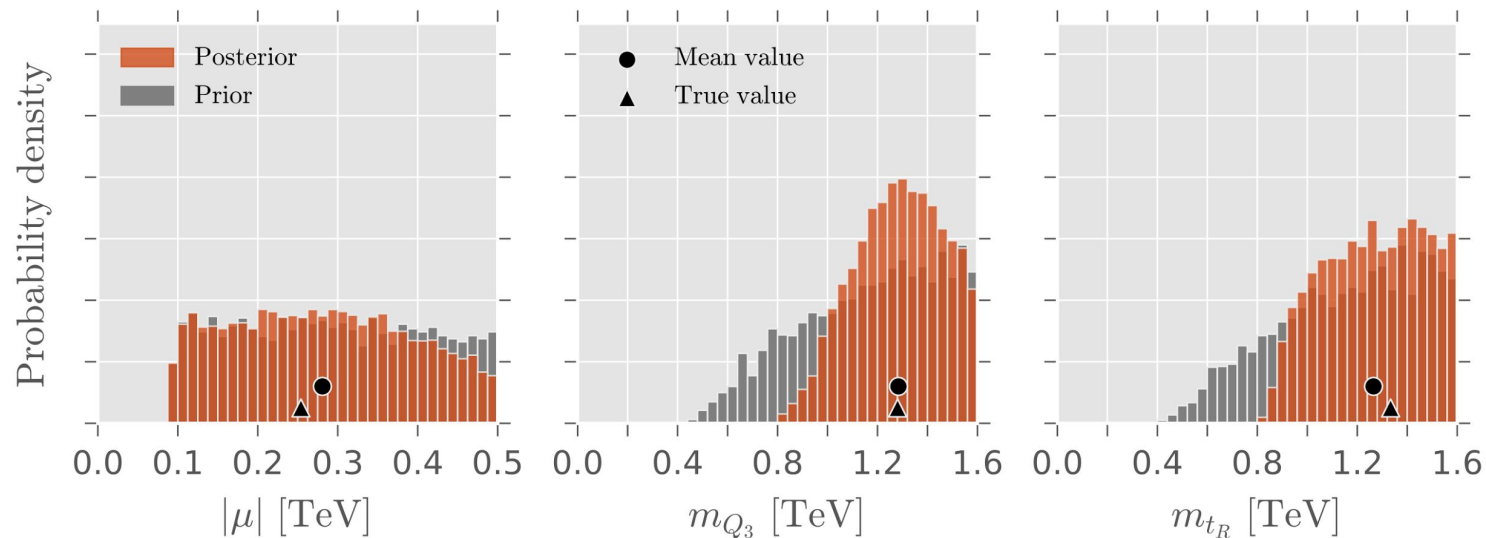 Probability density
Posterior
Prior
Mean value
True value
0.0 0.1 0.2 0.3 0.4 0.5
|μ| [TeV]
0.0 0.4 0.8 1.2 1.6
m_{Q_3} [TeV]
0.0 0.4 0.8 1.2 1.6
m_{t_R} [TeV]